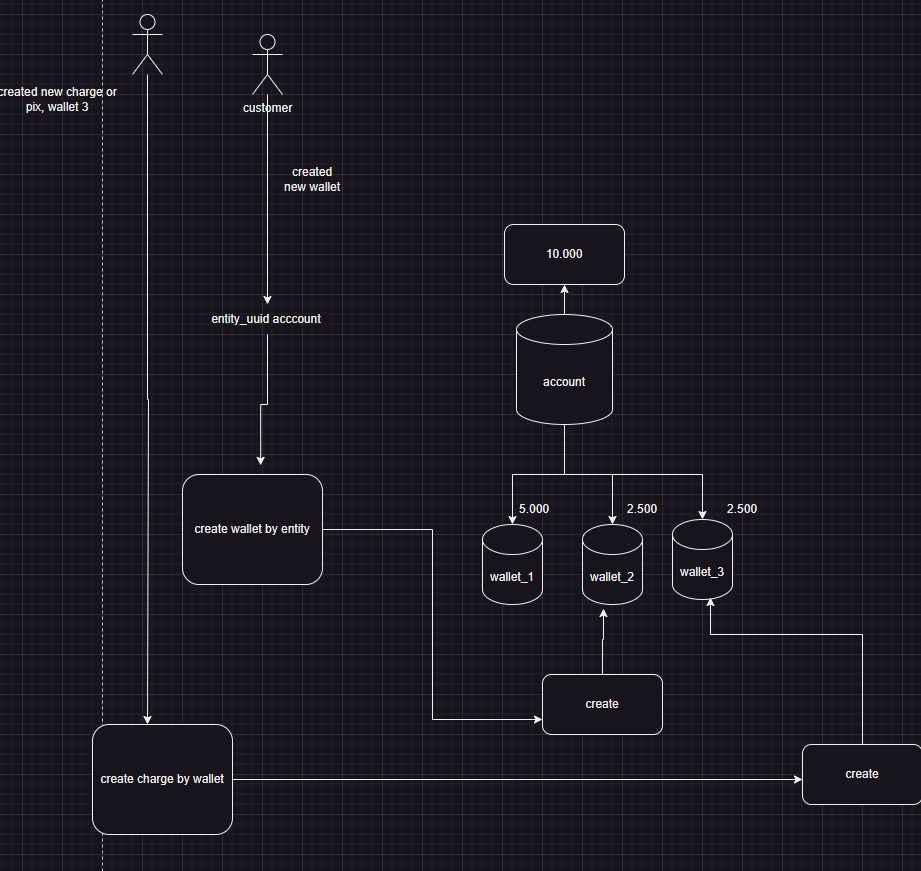 created new charge or
pix, wallet 3
customer
created
new wallet
10.000
entity_uuid acccount
account
5.000
2.500
2.500
create wallet by entity
wallet_1
wallet_2
wallet_3
create
create charge by wallet
create